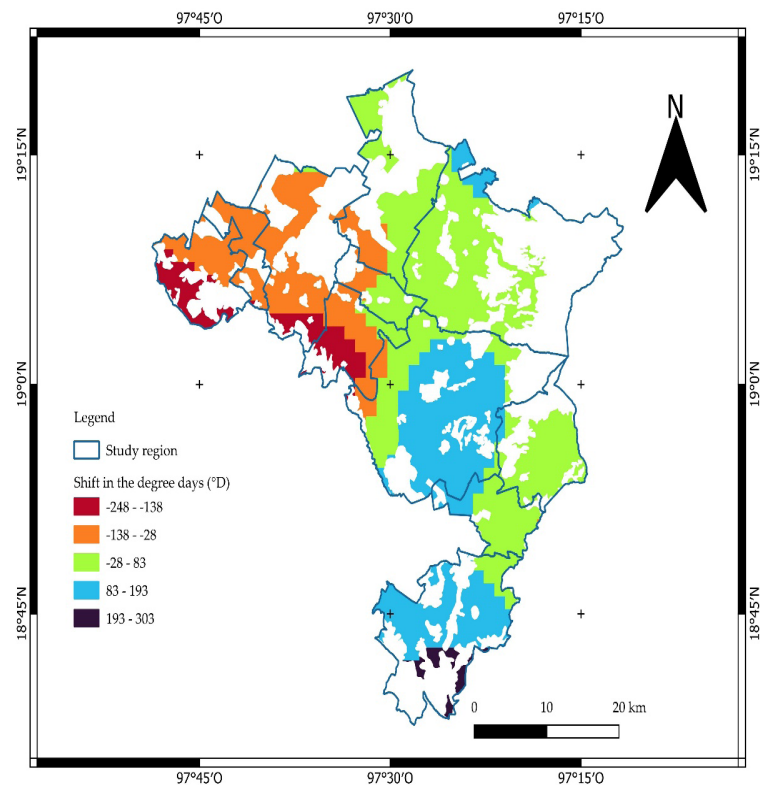 97°45′O 97°30′O 97°15′O
N
19°15′N 19°15′N
19°0′N 19°0′N
Legend
Study region
Shift in the degree days (°D)
-248 - -138
-138 - -28
-28 - 83
83 - 193
193 - 303
18°45′N 18°45′N
0 10 20 km
97°45′O 97°30′O 97°15′O